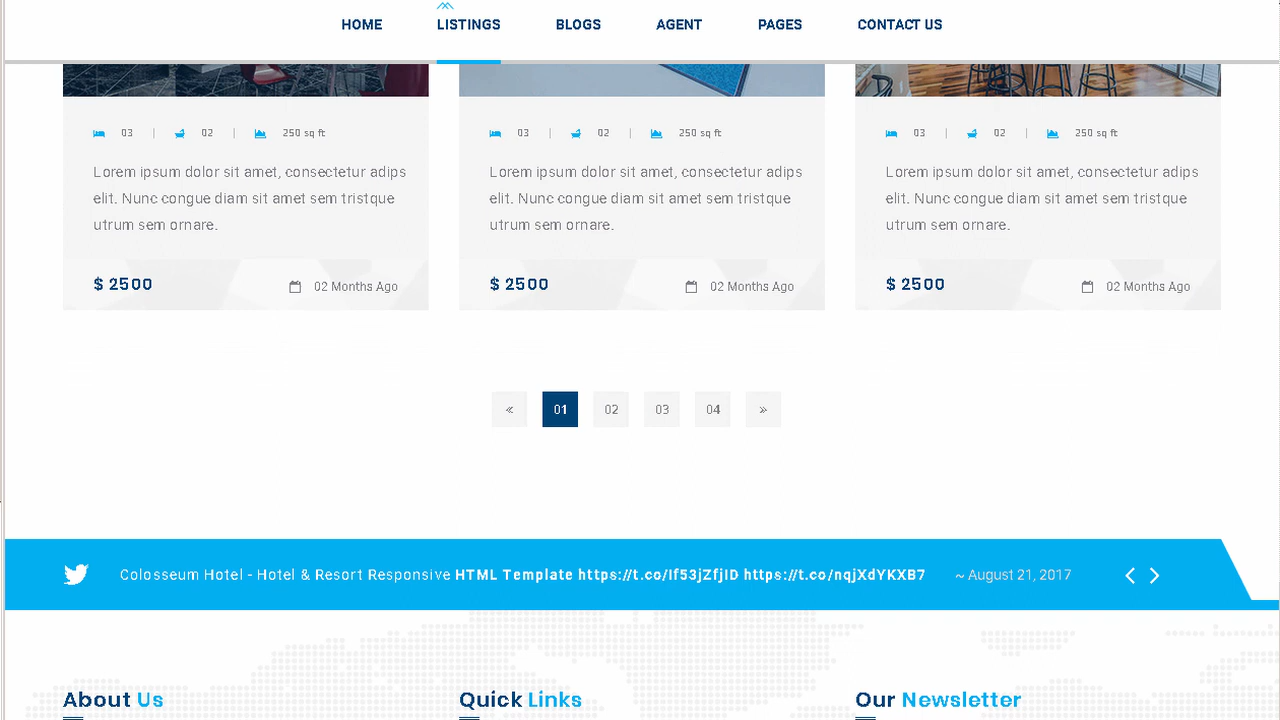 HOME LISTINGS BLOGS AGENT PAGES CONTACT US
03 | 02 | 250 sq ft
Lorem ipsum dolor sit amet, consectetur adips
elit. Nunc congue diam sit amet sem tristque
utrum sem ornare.
$ 2500 02 Months Ago
03 | 02 | 250 sq ft
Lorem ipsum dolor sit amet, consectetur adips
elit. Nunc congue diam sit amet sem tristque
utrum sem ornare.
$ 2500 02 Months Ago
03 | 02 | 250 sq ft
Lorem ipsum dolor sit amet, consectetur adips
elit. Nunc congue diam sit amet sem tristque
utrum sem ornare.
$ 2500 02 Months Ago
« 01 02 03 04 »
Colosseum Hotel - Hotel & Resort Responsive HTML Template https://t.co/If53jZfjID https://t.co/nqjXdYKXB7 ~ August 21, 2017
About Us
Quick Links
Our Newsletter